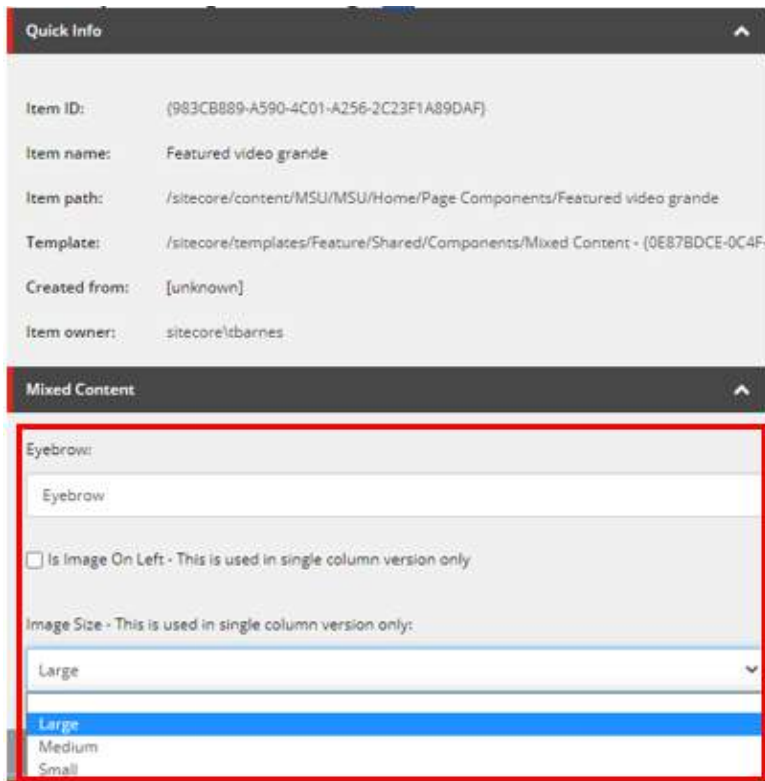 Quick Info
Item ID: {983CB889-A590-4C01-A256-2C23F1A89DAF}
Item name: Featured video grande
Item path: /sitecore/content/MSU/MSU/Home/Page Components/Featured video grande
Template: /sitecore/templates/Feature/Shared/Components/Mixed Content - {0E87BDCE-0C4F-
Created from: [unknown]
Item owner: sitecore\tbarnes
Mixed Content
Eyebrow:
Eyebrow
Is Image On Left - This is used in single column version only
Image Size - This is used in single column version only:
Large
Large
Medium
Small